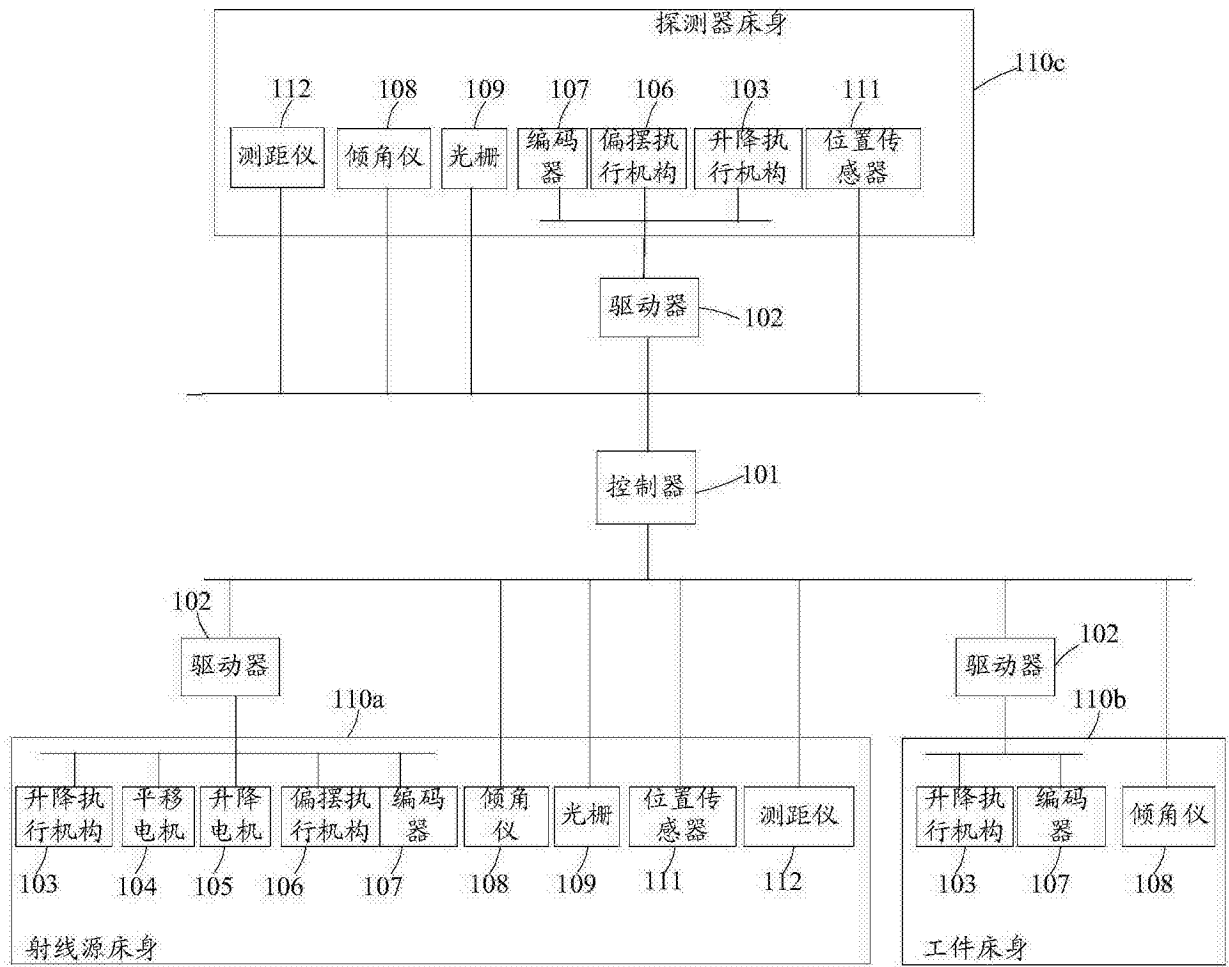 探测器床身
110c
112
108
109
107
106
103
111
测距仪
倾角仪
光栅
编码
器
偏摆执
行机构
升降执
行机构
位置传
感器
驱动器
102
控制器
101
102
驱动器
102
驱动器
110a
110b
升降执
行机构
平移
电机
升降
电机
偏摆执
行机构
编码
器
倾角
仪
光栅
位置传
感器
测距仪
升降执
行机构
编码
器
倾角仪
103
104
105
106
107
108
109
111
112
103
107
108
射线源床身
工件床身